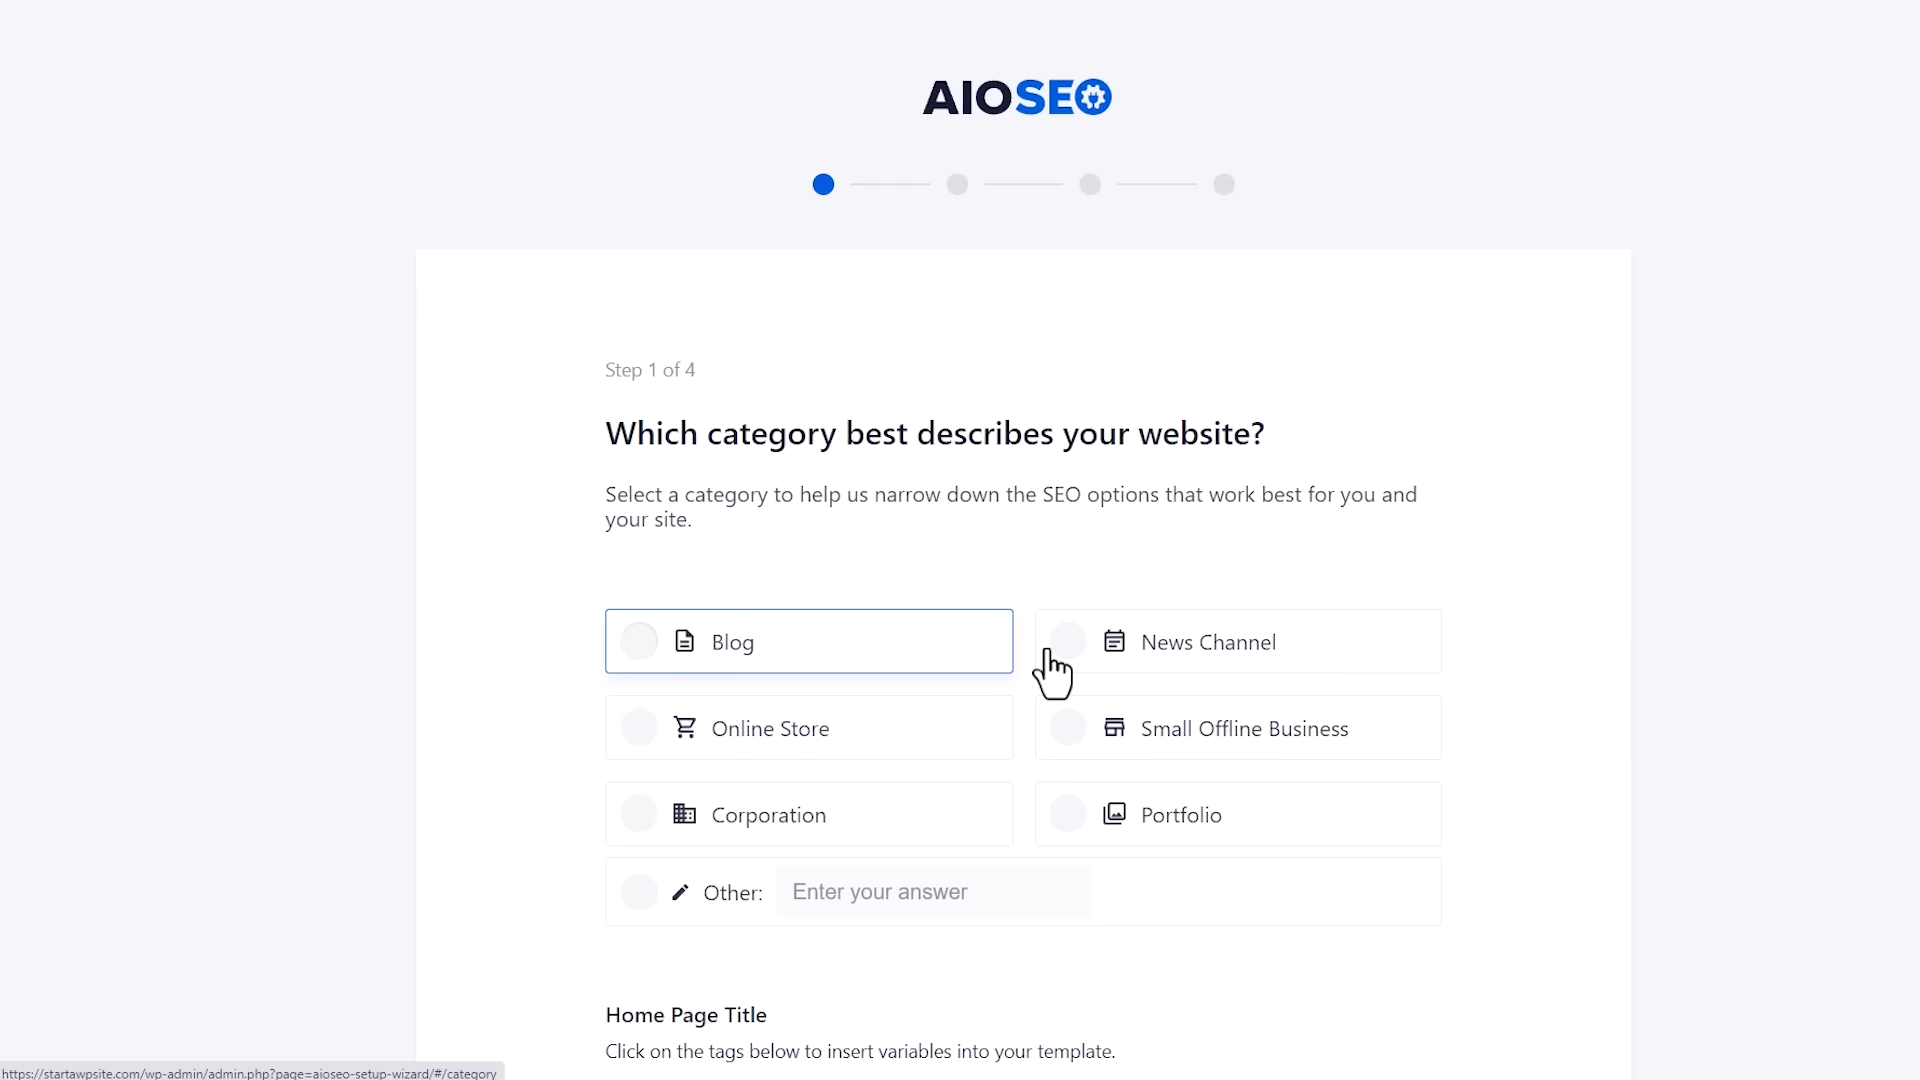 AIOSEO
Step 1 of 4
Which category best describes your website?
Select a category to help us narrow down the SEO options that work best for you and
your site.
Blog
News Channel
Online Store
Small Offline Business
Corporation
Portfolio
Other: Enter your answer
Home Page Title
Click on the tags below to insert variables into your template.
https://startawpsite.com/wp-admin/admin.php?page=aioseo-setup-wizard/#/category